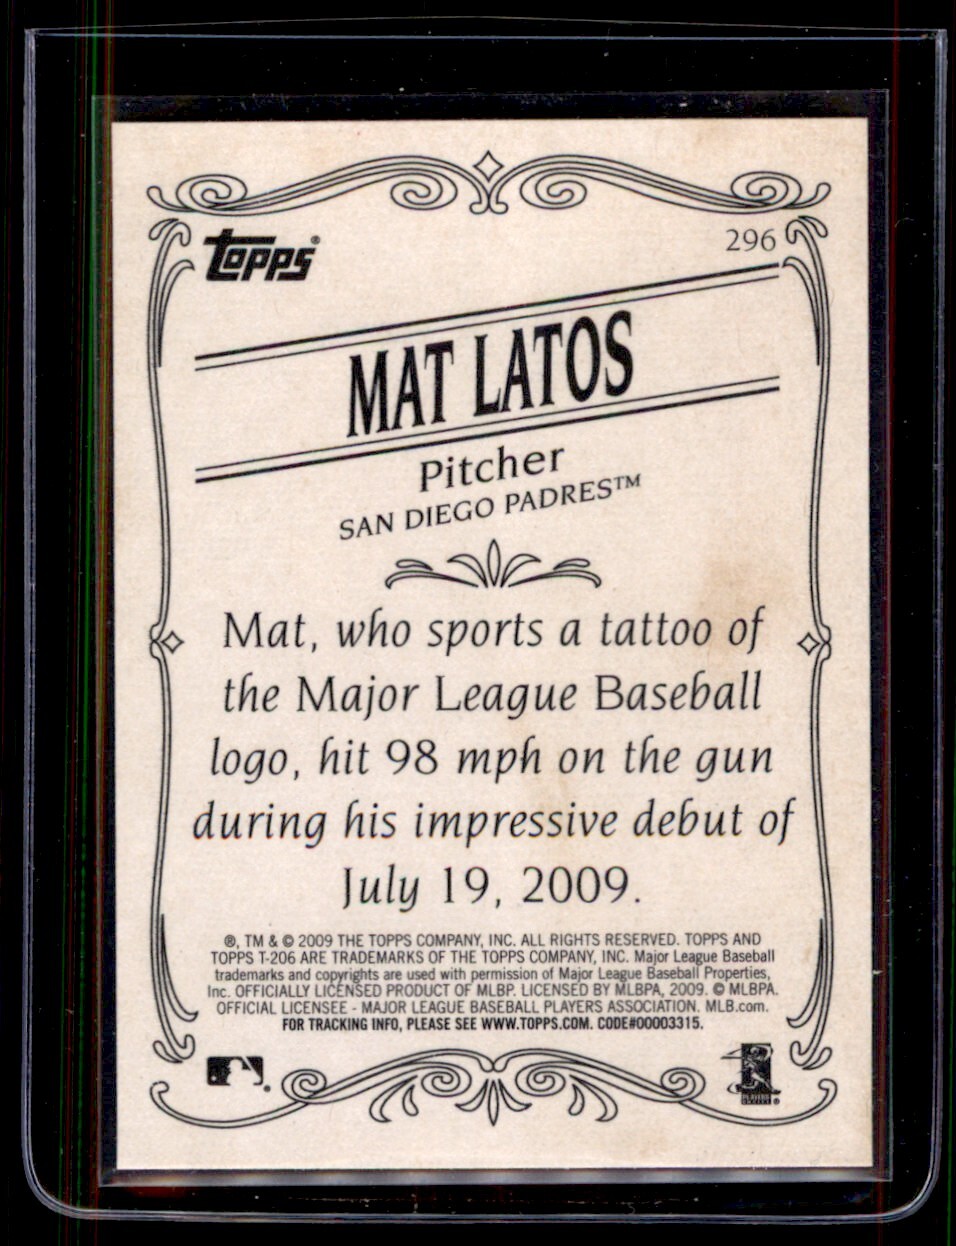 Topps®
296
MAT LATOS
Pitcher
SAN DIEGO PADRES™
Mat, who sports a tattoo of
the Major League Baseball
logo, hit 98 mph on the gun
during his impressive debut of
July 19, 2009.
®, TM & © 2009 THE TOPPS COMPANY, INC. ALL RIGHTS RESERVED. TOPPS AND
TOPPS T-206 ARE TRADEMARKS OF THE TOPPS COMPANY, INC. Major League Baseball
trademarks and copyrights are used with permission of Major League Baseball Properties,
Inc. OFFICIALLY LICENSED PRODUCT OF MLBP. LICENSED BY MLBPA, 2009. © MLBPA.
OFFICIAL LICENSEE - MAJOR LEAGUE BASEBALL PLAYERS ASSOCIATION. MLB.com.
FOR TRACKING INFO, PLEASE SEE WWW.TOPPS.COM. CODE#00003315.
PLAYERS